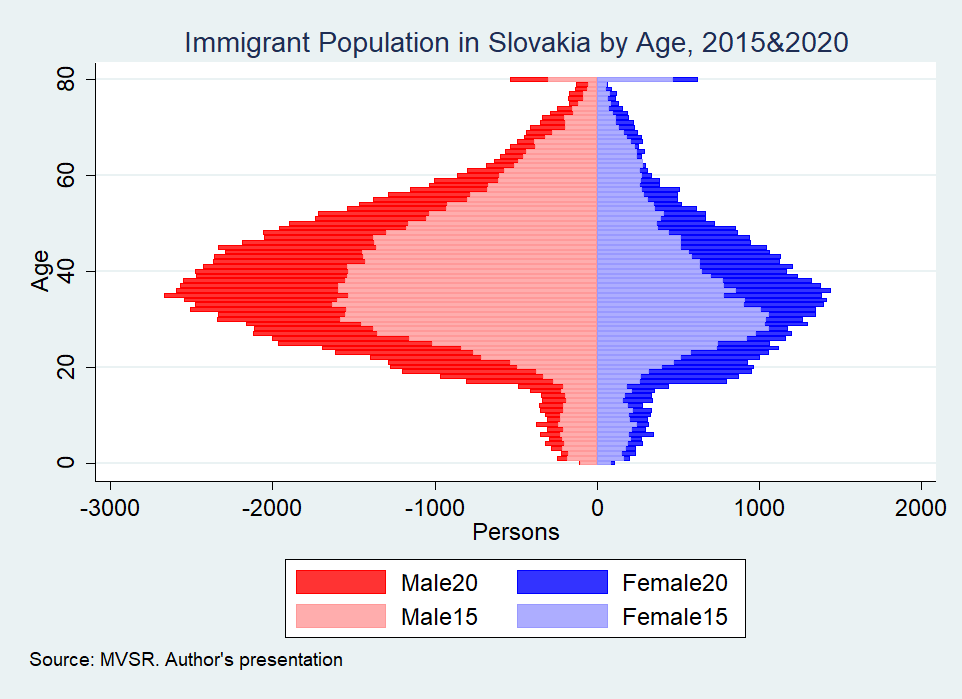 Immigrant Population in Slovakia by Age, 2015&2020
80
60
40
20
0
Age
-3000 -2000 -1000 0 1000 2000
Persons
Male20 Female20
Male15 Female15
Source: MVSR. Author's presentation